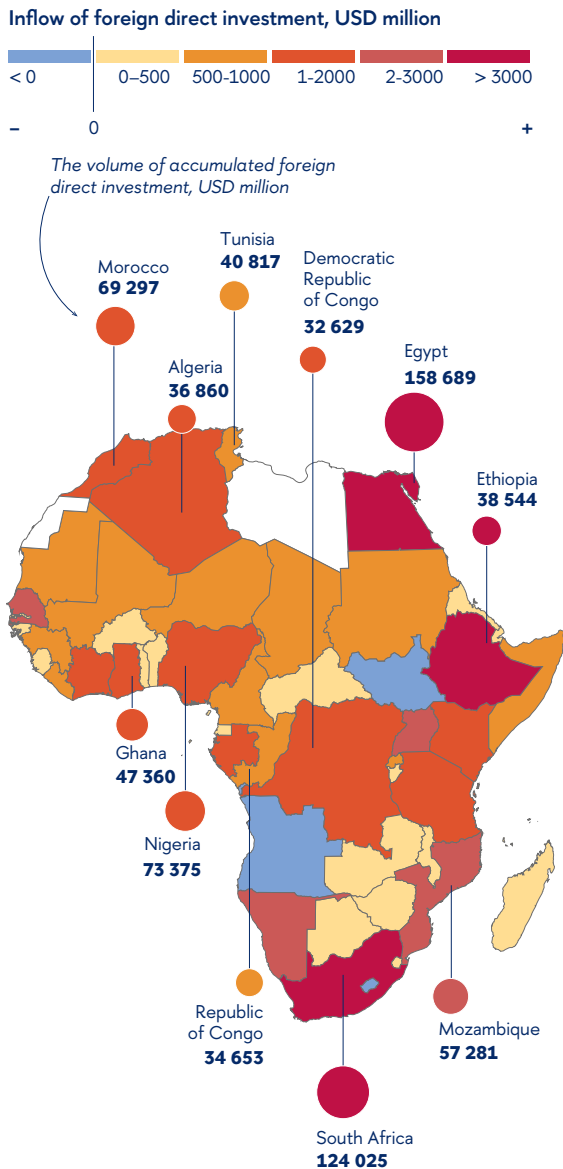 Inflow of foreign direct investment, USD million
< 0
0–500
500-1000
1-2000
2-3000
> 3000
–
0
+
The volume of accumulated foreign
direct investment, USD million
Tunisia
40 817
Democratic
Republic
of Congo
32 629
Morocco
69 297
Algeria
36 860
Egypt
158 689
Ethiopia
38 544
Ghana
47 360
Nigeria
73 375
Republic
of Congo
34 653
Mozambique
57 281
South Africa
124 025